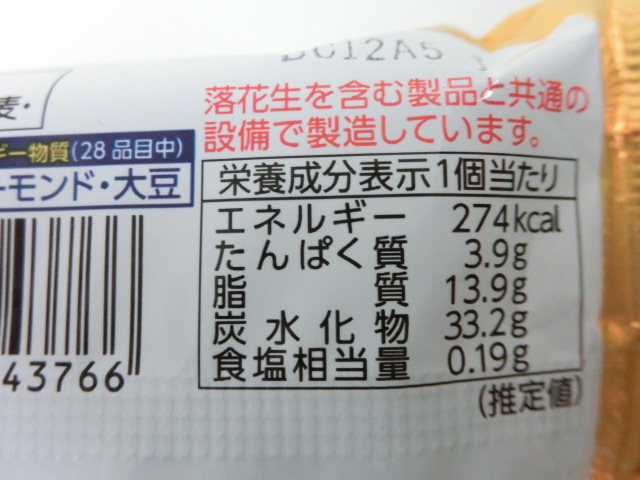 麦・
落花生を含む製品と共通の
設備で製造しています。
ギー物質(28品目中)
ーモンド・大豆
栄養成分表示1個当たり
エネルギー 274kcal
たんぱく質 3.9g
脂質 13.9g
炭水化物 33.2g
食塩相当量 0.19g
(推定値)
43766